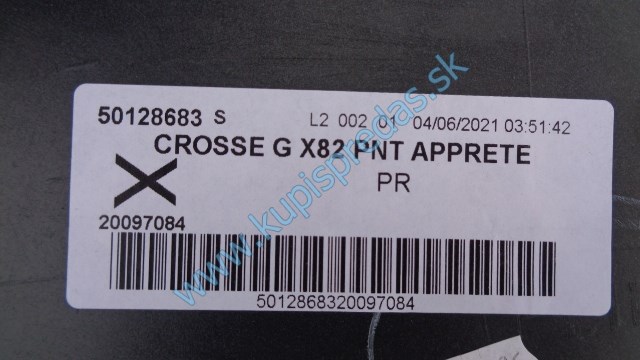 50128683 S L2 002 01 04/06/2021 03:51:42
CROSSE G X82 PNT APPRETE
X PR
20097084
5012868320097084
www.kupispredas.sk